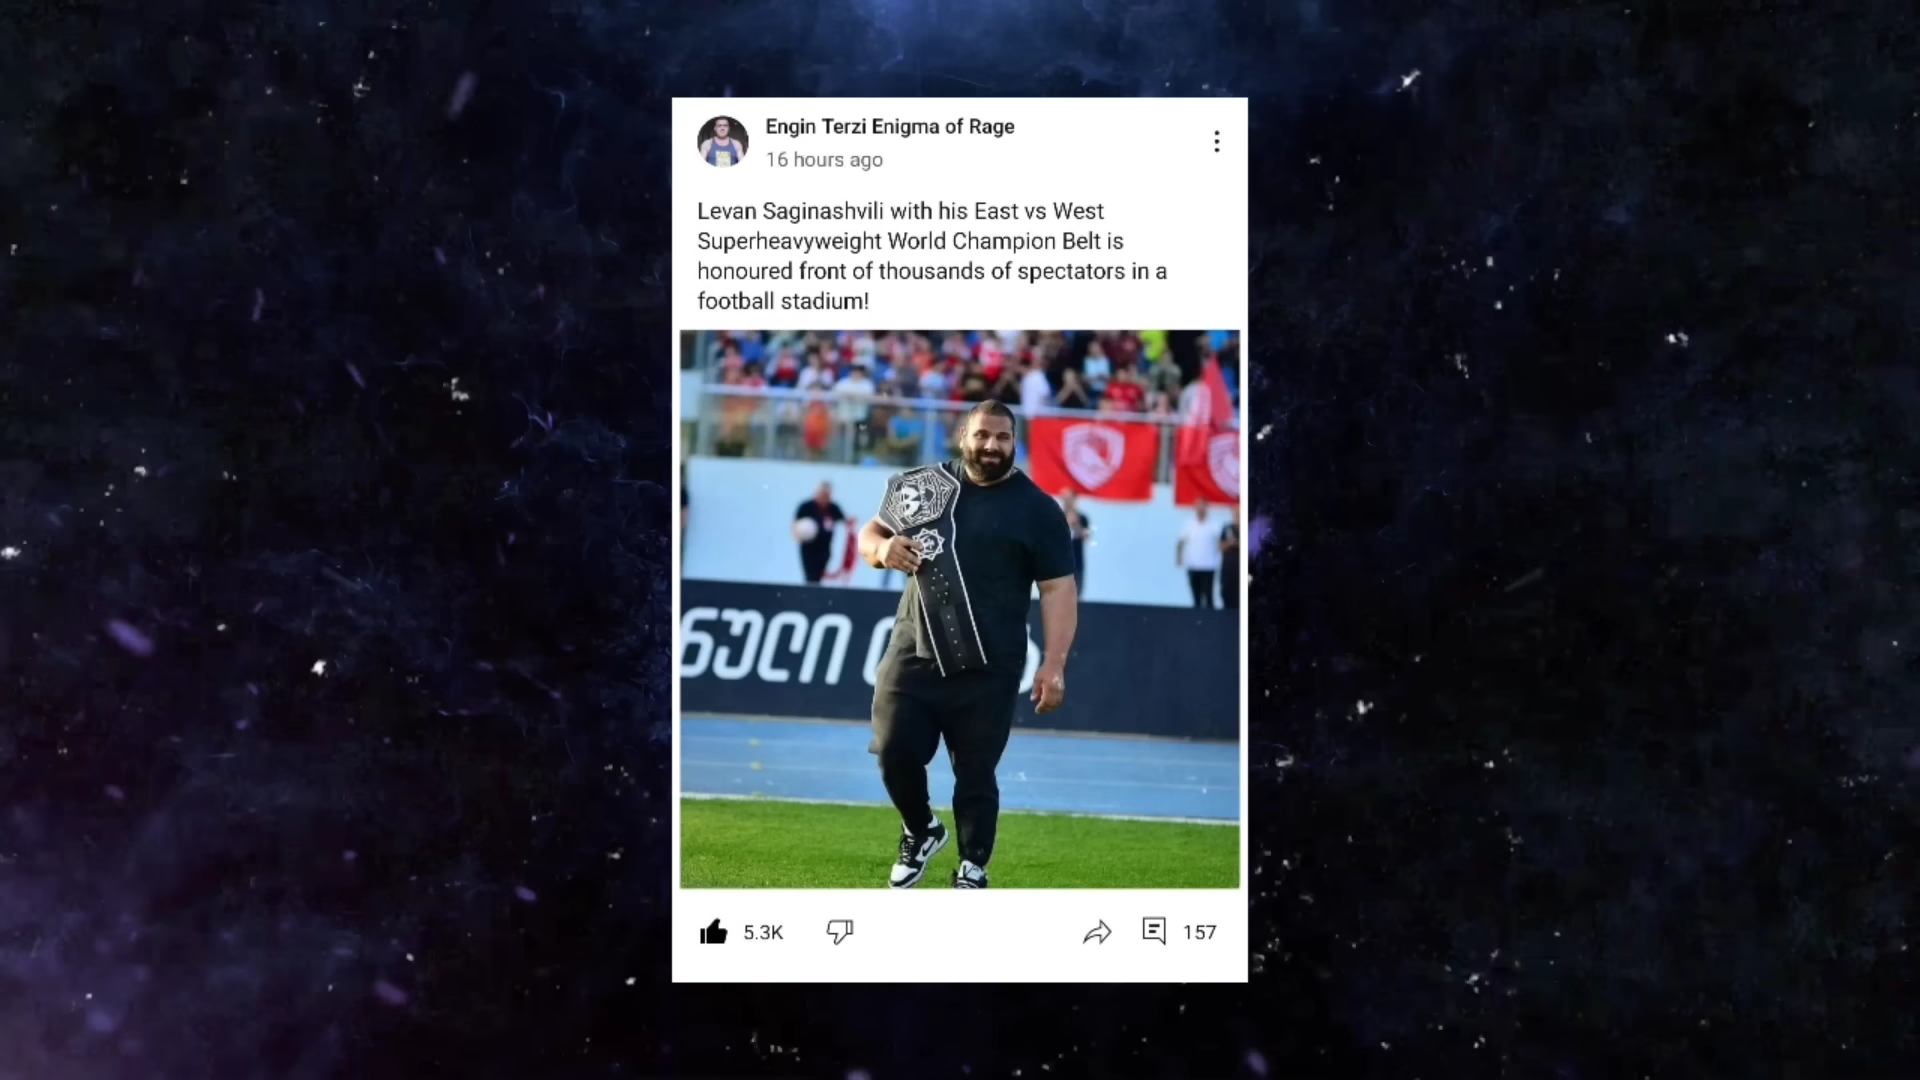 Engin Terzi Enigma of Rage
16 hours ago
Levan Saginashvili with his East vs West
Superheavyweight World Champion Belt is
honoured front of thousands of spectators in a
football stadium!
5.3K
157